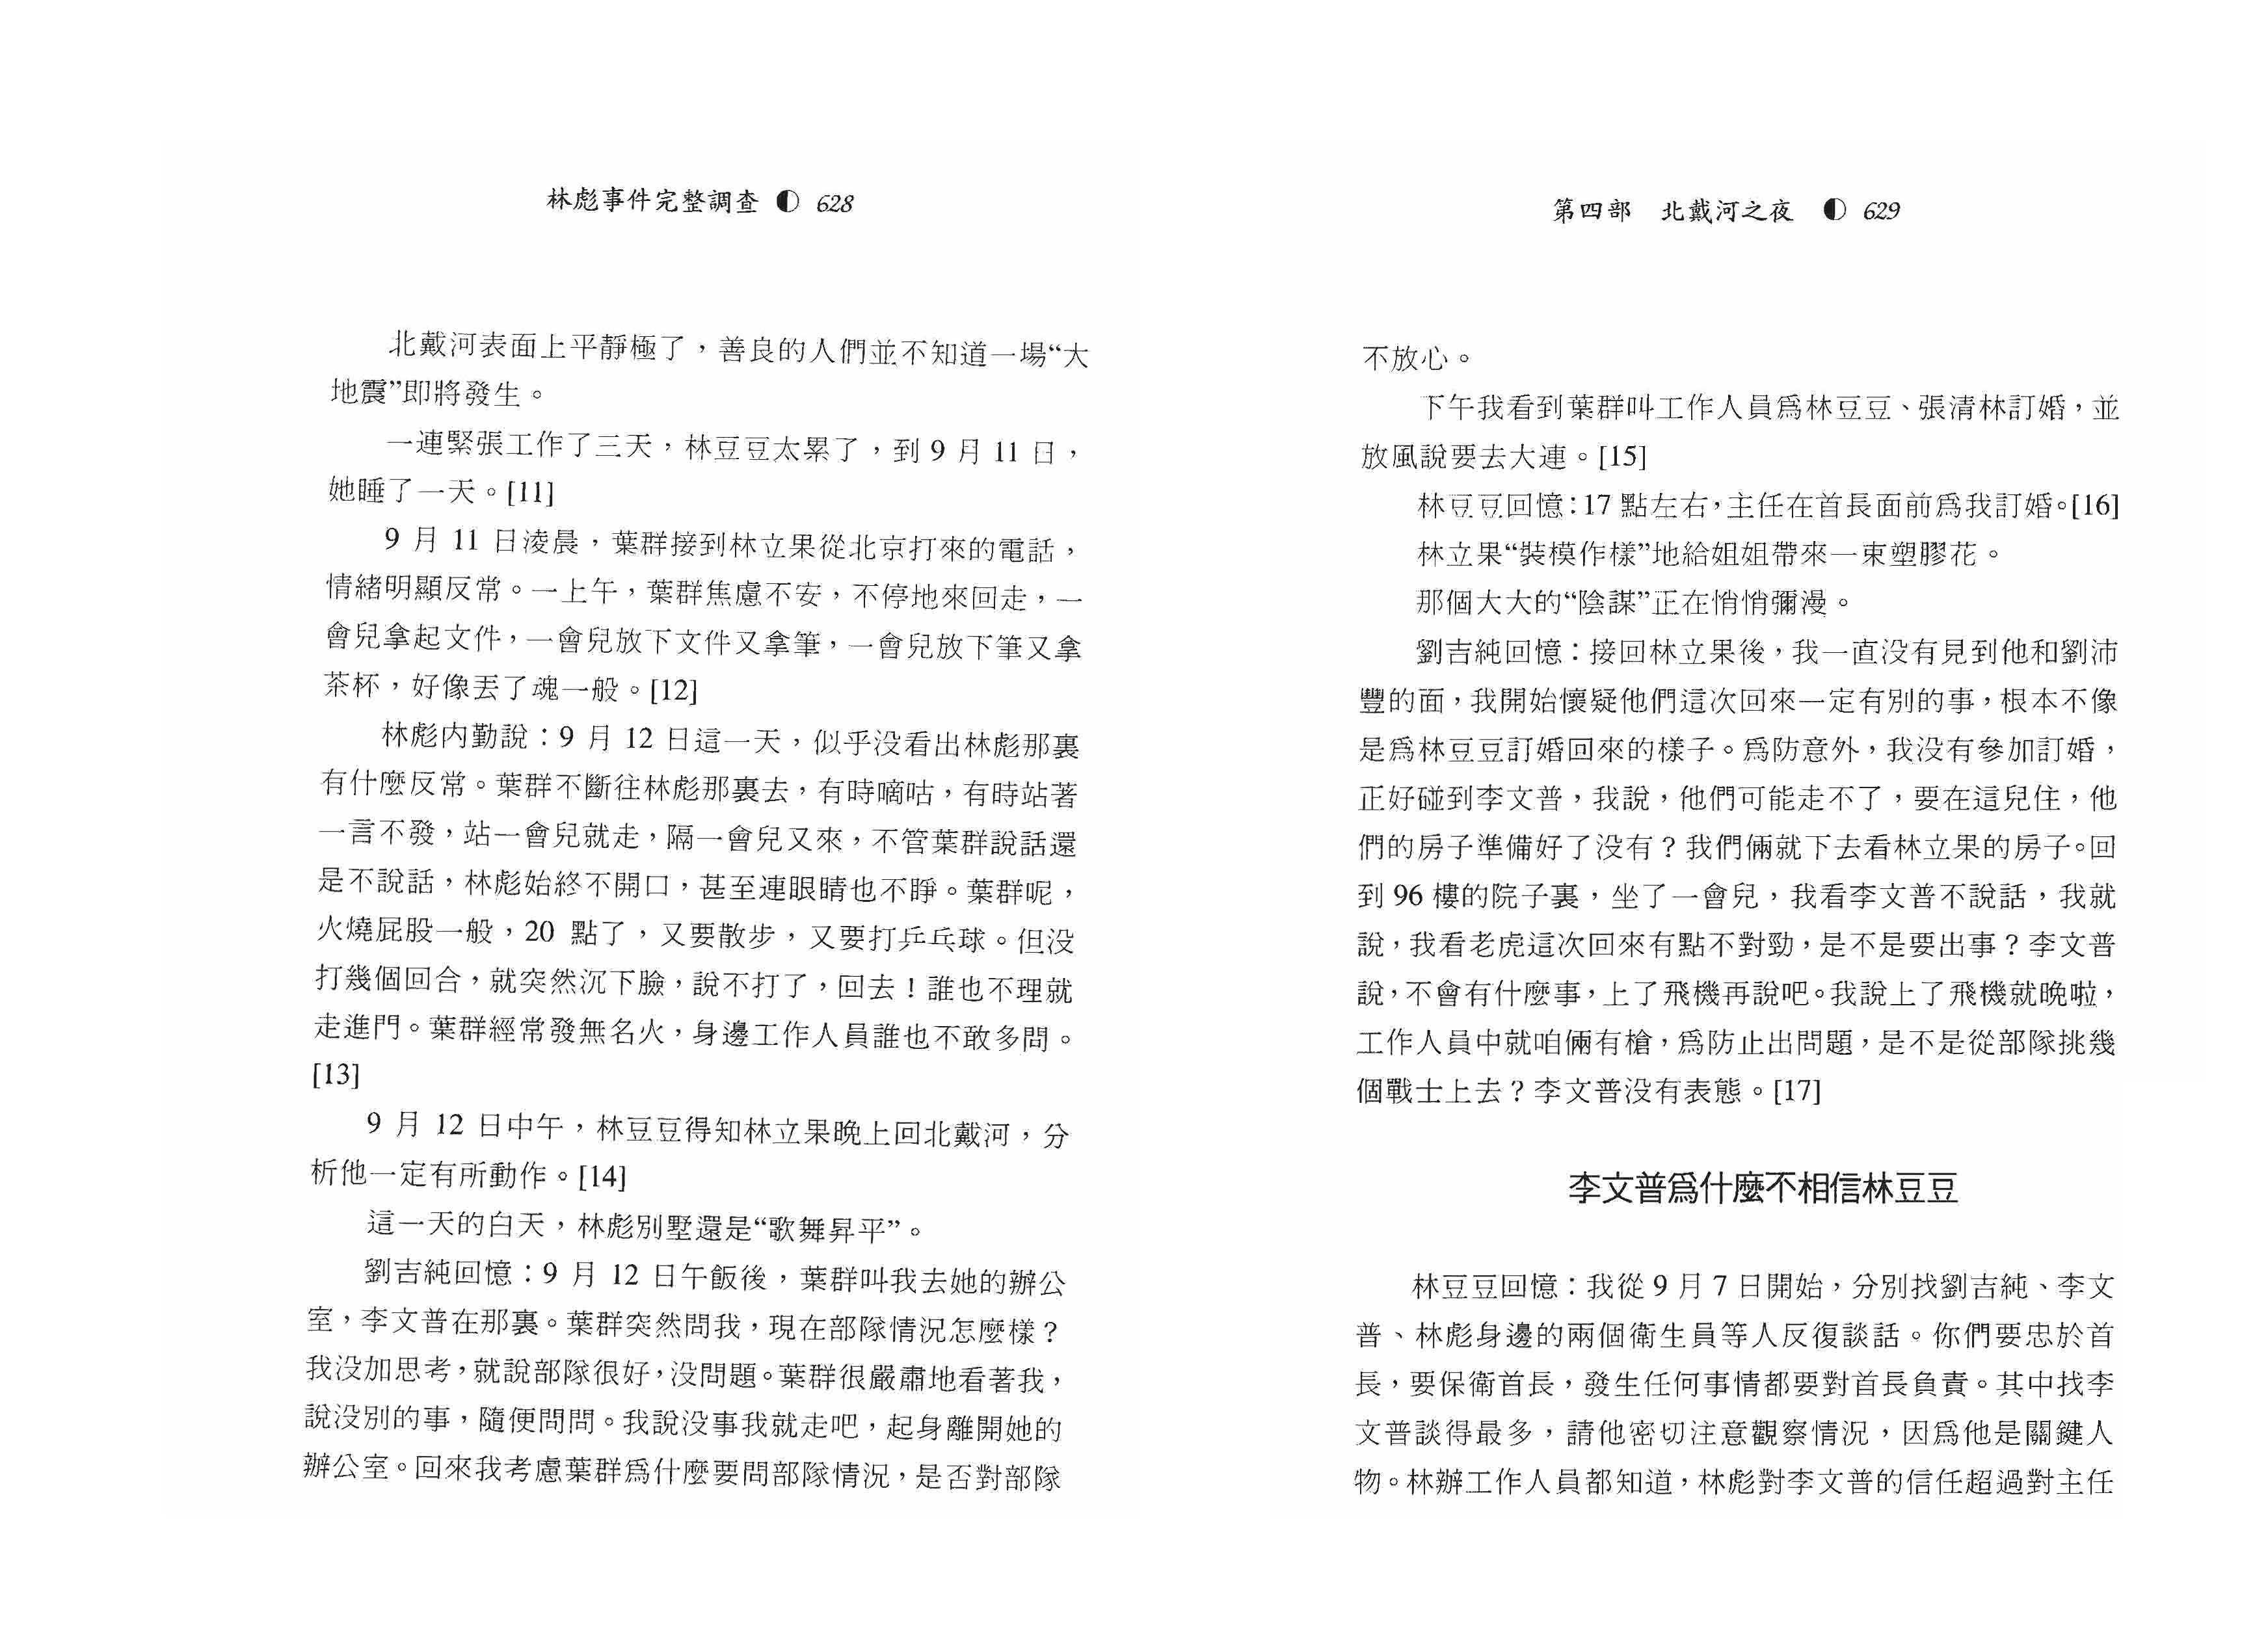 林彪事件完整調查 ◐ 628
北戴河表面上平靜極了，善良的人們並不知道一場“大
地震”即將發生。
一連緊張工作了三天，林豆豆太累了，到 9 月 11 日，
她睡了一天。[11]
9 月 11 日凌晨，葉群接到林立果從北京打來的電話，
情緒明顯反常。一上午，葉群焦慮不安，不停地來回走，一
會兒拿起文件，一會兒放下文件又拿筆，一會兒放下筆又拿
茶杯，好像丟了魂一般。[12]
林彪內勤說：9 月 12 日這一天，似乎没看出林彪那裏
有什麼反常。葉群不斷往林彪那裏去，有時嘀咕，有時站著
一言不發，站一會兒就走，隔一會兒又來，不管葉群說話還
是不說話，林彪始終不開口，甚至連眼睛也不睜。葉群呢，
火燒屁股一般，20 點了，又要散步，又要打乒乓球。但没
打幾個回合，就突然沉下臉，說不打了，回去！誰也不理就
走進門。葉群經常發無名火，身邊工作人員誰也不敢多問。
[13]
9 月 12 日中午，林豆豆得知林立果晚上回北戴河，分
析他一定有所動作。[14]
這一天的白天，林彪別墅還是“歌舞昇平”。
劉吉純回憶：9 月 12 日午飯後，葉群叫我去她的辦公
室，李文普在那裏。葉群突然問我，現在部隊情況怎麼樣？
我没加思考，就說部隊很好，没問題。葉群很嚴肅地看著我，
說没別的事，隨便問問。我說没事我就走吧，起身離開她的
辦公室。回來我考慮葉群爲什麼要問部隊情況，是否對部隊
第四部 北戴河之夜 ◐ 629
不放心。
下午我看到葉群叫工作人員爲林豆豆、張清林訂婚，並
放風說要去大連。[15]
林豆豆回憶：17 點左右，主任在首長面前爲我訂婚。[16]
林立果“裝模作樣”地給姐姐帶來一束塑膠花。
那個大大的“陰謀”正在悄悄彌漫。
劉吉純回憶：接回林立果後，我一直没有見到他和劉沛
豐的面，我開始懷疑他們這次回來一定有別的事，根本不像
是爲林豆豆訂婚回來的樣子。爲防意外，我没有參加訂婚，
正好碰到李文普，我說，他們可能走不了，要在這兒住，他
們的房子準備好了没有？我們倆就下去看林立果的房子。回
到 96 樓的院子裏，坐了一會兒，我看李文普不說話，我就
說，我看老虎這次回來有點不對勁，是不是要出事？李文普
說，不會有什麼事，上了飛機再說吧。我說上了飛機就晚啦，
工作人員中就咱倆有槍，爲防止出問題，是不是從部隊挑幾
個戰士上去？李文普没有表態。[17]
李文普爲什麼不相信林豆豆
林豆豆回憶：我從 9 月 7 日開始，分別找劉吉純、李文
普、林彪身邊的兩個衛生員等人反復談話。你們要忠於首
長，要保衛首長，發生任何事情都要對首長負責。其中找李
文普談得最多，請他密切注意觀察情況，因爲他是關鍵人
物。林辦工作人員都知道，林彪對李文普的信任超過對主任